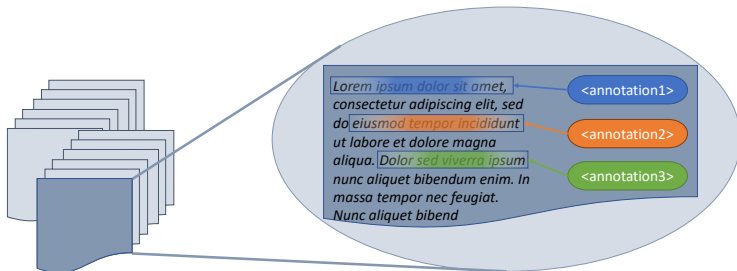 Lorem ipsum dolor sit amet,
consectetur adipiscing elit, sed
do eiusmod tempor incididunt
ut labore et dolore magna
aliqua. Dolor sed viverra ipsum
nunc aliquet bibendum enim. In
massa tempor nec feugiat.
Nunc aliquet bibend
<annotation1>
<annotation2>
<annotation3>